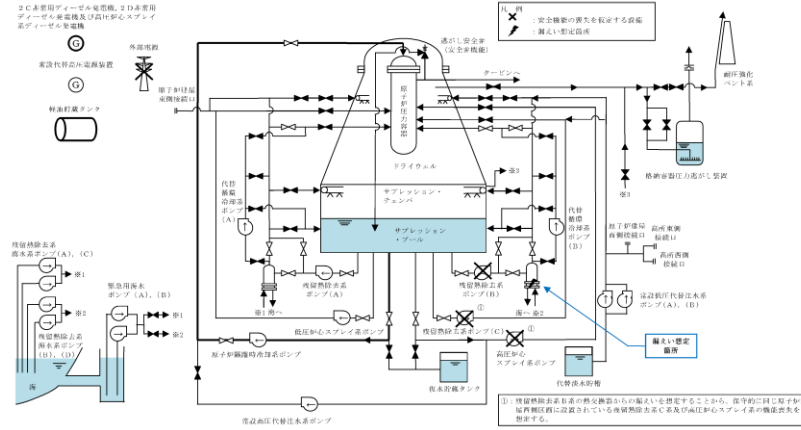 2C非常用ディーゼル発電機、2D非常用
ディーゼル発電機及び高圧炉心スプレイ
系ディーゼル発電機
G
常設代替高圧電源装置
G
軽油貯蔵タンク
外部電源
原子炉建屋
東側接続口
逃がし安全弁
(安全弁機能)
凡 例
:安全機能の喪失を仮定する設備
:漏えい想定箇所
タービンへ
原子炉圧力容器
ドライウェル
耐圧強化
ベント系
格納容器圧力逃がし装置
※3
※3
サプレッション・
チェンバ
サプレッション
・プール
代替
循環
冷却系
ポンプ
(A)
代替
循環
冷却系
ポンプ
(B)
原子炉建屋
西側接続口
高所東側
接続口
高所西側
接続口
残留熱除去系
海水系ポンプ(A),(C)
※1
※2
残留熱除去系
海水系ポンプ
(B),(D)
海
緊急用海水
ポンプ(A),(B)
※1
※2
残留熱除去系
ポンプ(A)
※1 海へ
残留熱除去系
ポンプ(B)
海へ ※2
①
低圧炉心スプレイ系ポンプ
残留熱除去系ポンプ(C)
①
原子炉隔離時冷却系ポンプ
高圧炉心
スプレイ系ポンプ
常設低圧代替注水系
ポンプ(A),(B)
漏えい想定
箇所
復水貯蔵タンク
代替淡水貯槽
常設高圧代替注水系ポンプ
①:残留熱除去系B系の熱交換器からの漏えいを想定することから、保守的に同じ原子炉建
屋西側区画に設置されている残留熱除去系C系及び高圧炉心スプレイ系の機能喪失を
想定する。